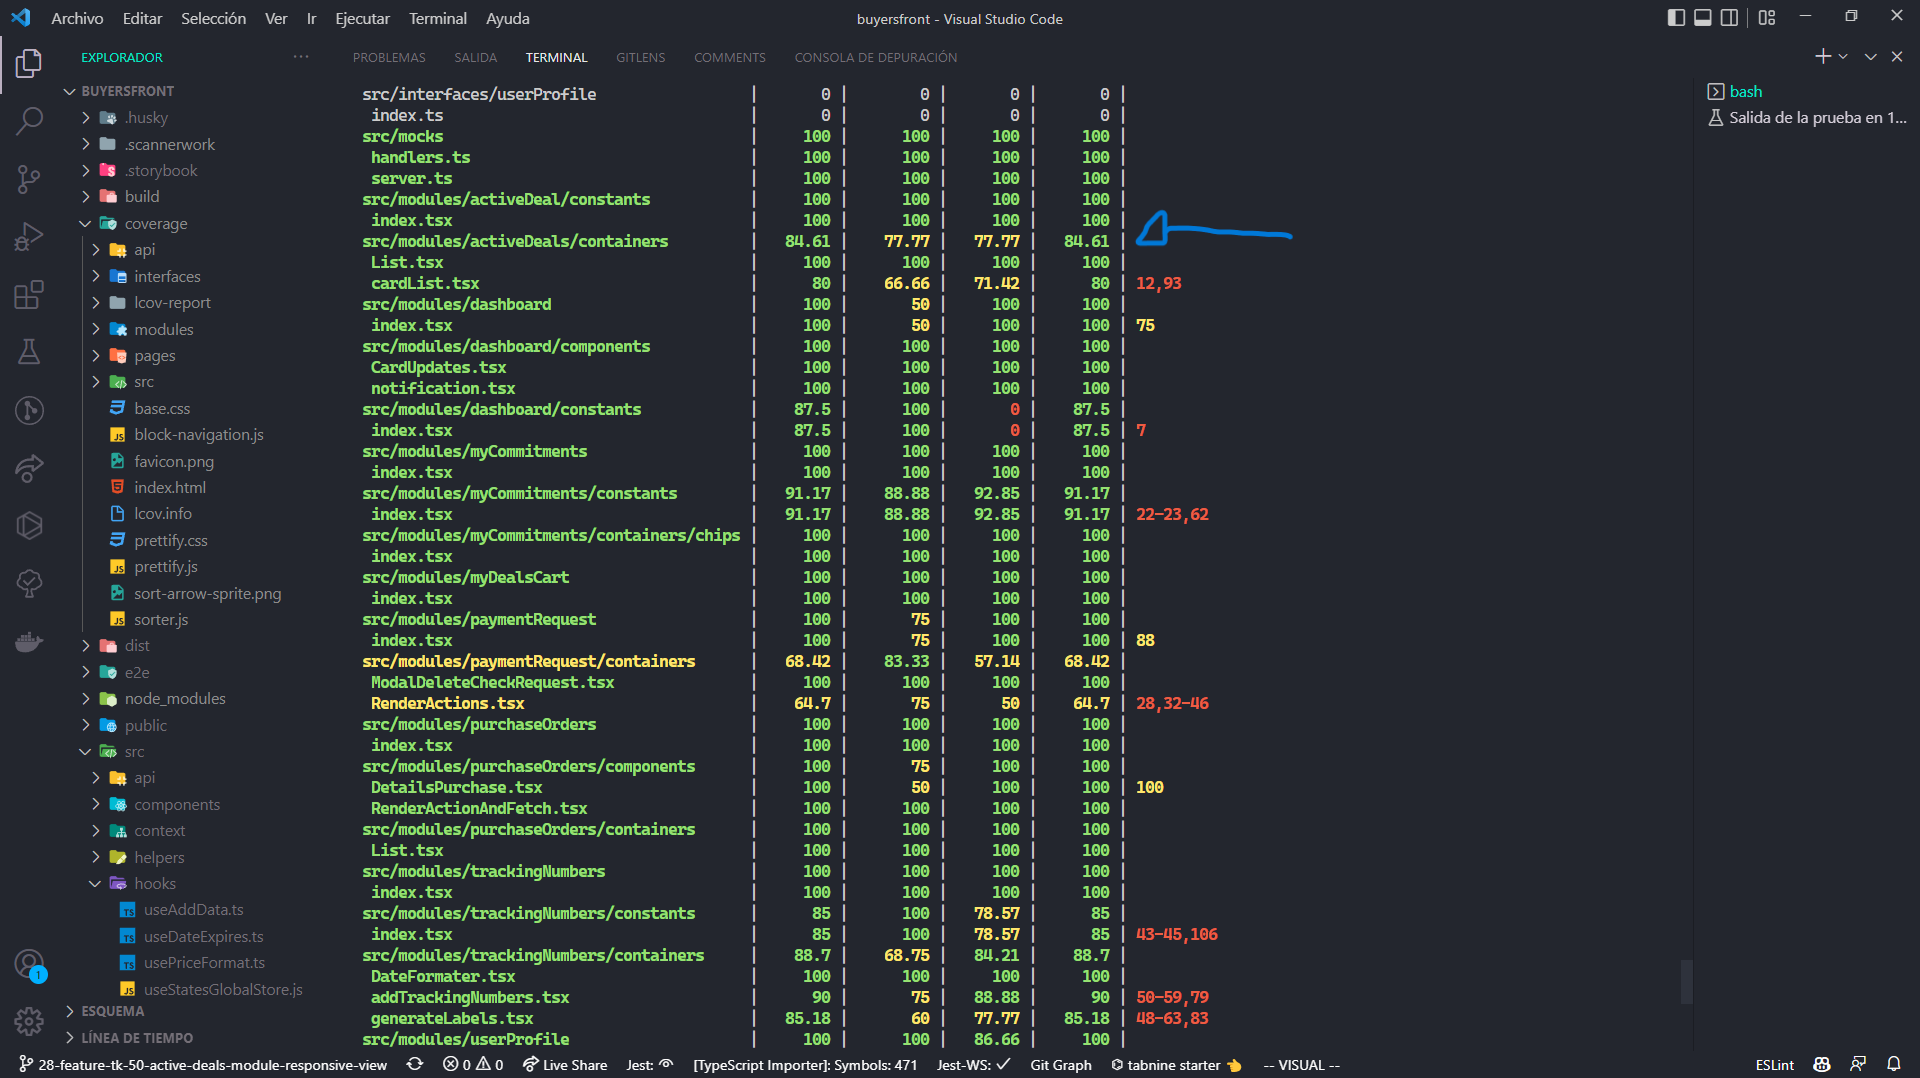 Archivo Editar Selección Ver Ir Ejecutar Terminal Ayuda
buyersfront - Visual Studio Code
EXPLORADOR
BUYERSFRONT
.husky
.scannerwork
.storybook
build
coverage
api
interfaces
lcov-report
modules
pages
src
base.css
block-navigation.js
favicon.png
index.html
lcov.info
prettify.css
prettify.js
sort-arrow-sprite.png
sorter.js
dist
e2e
node_modules
public
src
api
components
context
helpers
hooks
useAddData.ts
useDateExpires.ts
usePriceFormat.ts
useStatesGlobalStore.js
ESQUEMA
LÍNEA DE TIEMPO
1
PROBLEMAS SALIDA TERMINAL GITLENS COMMENTS CONSOLA DE DEPURACIÓN
src/interfaces/userProfile | 0 | 0 | 0 | 0 |
index.ts | 0 | 0 | 0 | 0 |
src/mocks | 100 | 100 | 100 | 100 |
handlers.ts | 100 | 100 | 100 | 100 |
server.ts | 100 | 100 | 100 | 100 |
src/modules/activeDeal/constants | 100 | 100 | 100 | 100 |
index.tsx | 100 | 100 | 100 | 100 |
src/modules/activeDeals/containers | 84.61 | 77.77 | 77.77 | 84.61 |
List.tsx | 100 | 100 | 100 | 100 |
cardList.tsx | 80 | 66.66 | 71.42 | 80 | 12,93
src/modules/dashboard | 100 | 50 | 100 | 100 |
index.tsx | 100 | 50 | 100 | 100 | 75
src/modules/dashboard/components | 100 | 100 | 100 | 100 |
CardUpdates.tsx | 100 | 100 | 100 | 100 |
notification.tsx | 100 | 100 | 100 | 100 |
src/modules/dashboard/constants | 87.5 | 100 | 0 | 87.5 |
index.tsx | 87.5 | 100 | 0 | 87.5 | 7
src/modules/myCommitments | 100 | 100 | 100 | 100 |
index.tsx | 100 | 100 | 100 | 100 |
src/modules/myCommitments/constants | 91.17 | 88.88 | 92.85 | 91.17 |
index.tsx | 91.17 | 88.88 | 92.85 | 91.17 | 22-23,62
src/modules/myCommitments/containers/chips | 100 | 100 | 100 | 100 |
index.tsx | 100 | 100 | 100 | 100 |
src/modules/myDealsCart | 100 | 100 | 100 | 100 |
index.tsx | 100 | 100 | 100 | 100 |
src/modules/paymentRequest | 100 | 75 | 100 | 100 |
index.tsx | 100 | 75 | 100 | 100 | 88
src/modules/paymentRequest/containers | 68.42 | 83.33 | 57.14 | 68.42 |
ModalDeleteCheckRequest.tsx | 100 | 100 | 100 | 100 |
RenderActions.tsx | 64.7 | 75 | 50 | 64.7 | 28,32-46
src/modules/purchaseOrders | 100 | 100 | 100 | 100 |
index.tsx | 100 | 100 | 100 | 100 |
src/modules/purchaseOrders/components | 100 | 75 | 100 | 100 |
DetailsPurchase.tsx | 100 | 50 | 100 | 100 | 100
RenderActionAndFetch.tsx | 100 | 100 | 100 | 100 |
src/modules/purchaseOrders/containers | 100 | 100 | 100 | 100 |
List.tsx | 100 | 100 | 100 | 100 |
src/modules/trackingNumbers | 100 | 100 | 100 | 100 |
index.tsx | 100 | 100 | 100 | 100 |
src/modules/trackingNumbers/constants | 85 | 100 | 78.57 | 85 |
index.tsx | 85 | 100 | 78.57 | 85 | 43-45,106
src/modules/trackingNumbers/containers | 88.7 | 68.75 | 84.21 | 88.7 |
DateFormater.tsx | 100 | 100 | 100 | 100 |
addTrackingNumbers.tsx | 90 | 75 | 88.88 | 90 | 50-59,79
generateLabels.tsx | 85.18 | 60 | 77.77 | 85.18 | 48-63,83
src/modules/userProfile | 100 | 100 | 86.66 | 100 |
bash
Salida de la prueba en 1...
28-feature-tk-50-active-deals-module-responsive-view 0 0 Live Share Jest: [TypeScript Importer]: Symbols: 471 Jest-WS: Git Graph tabnine starter -- VISUAL -- ESLint